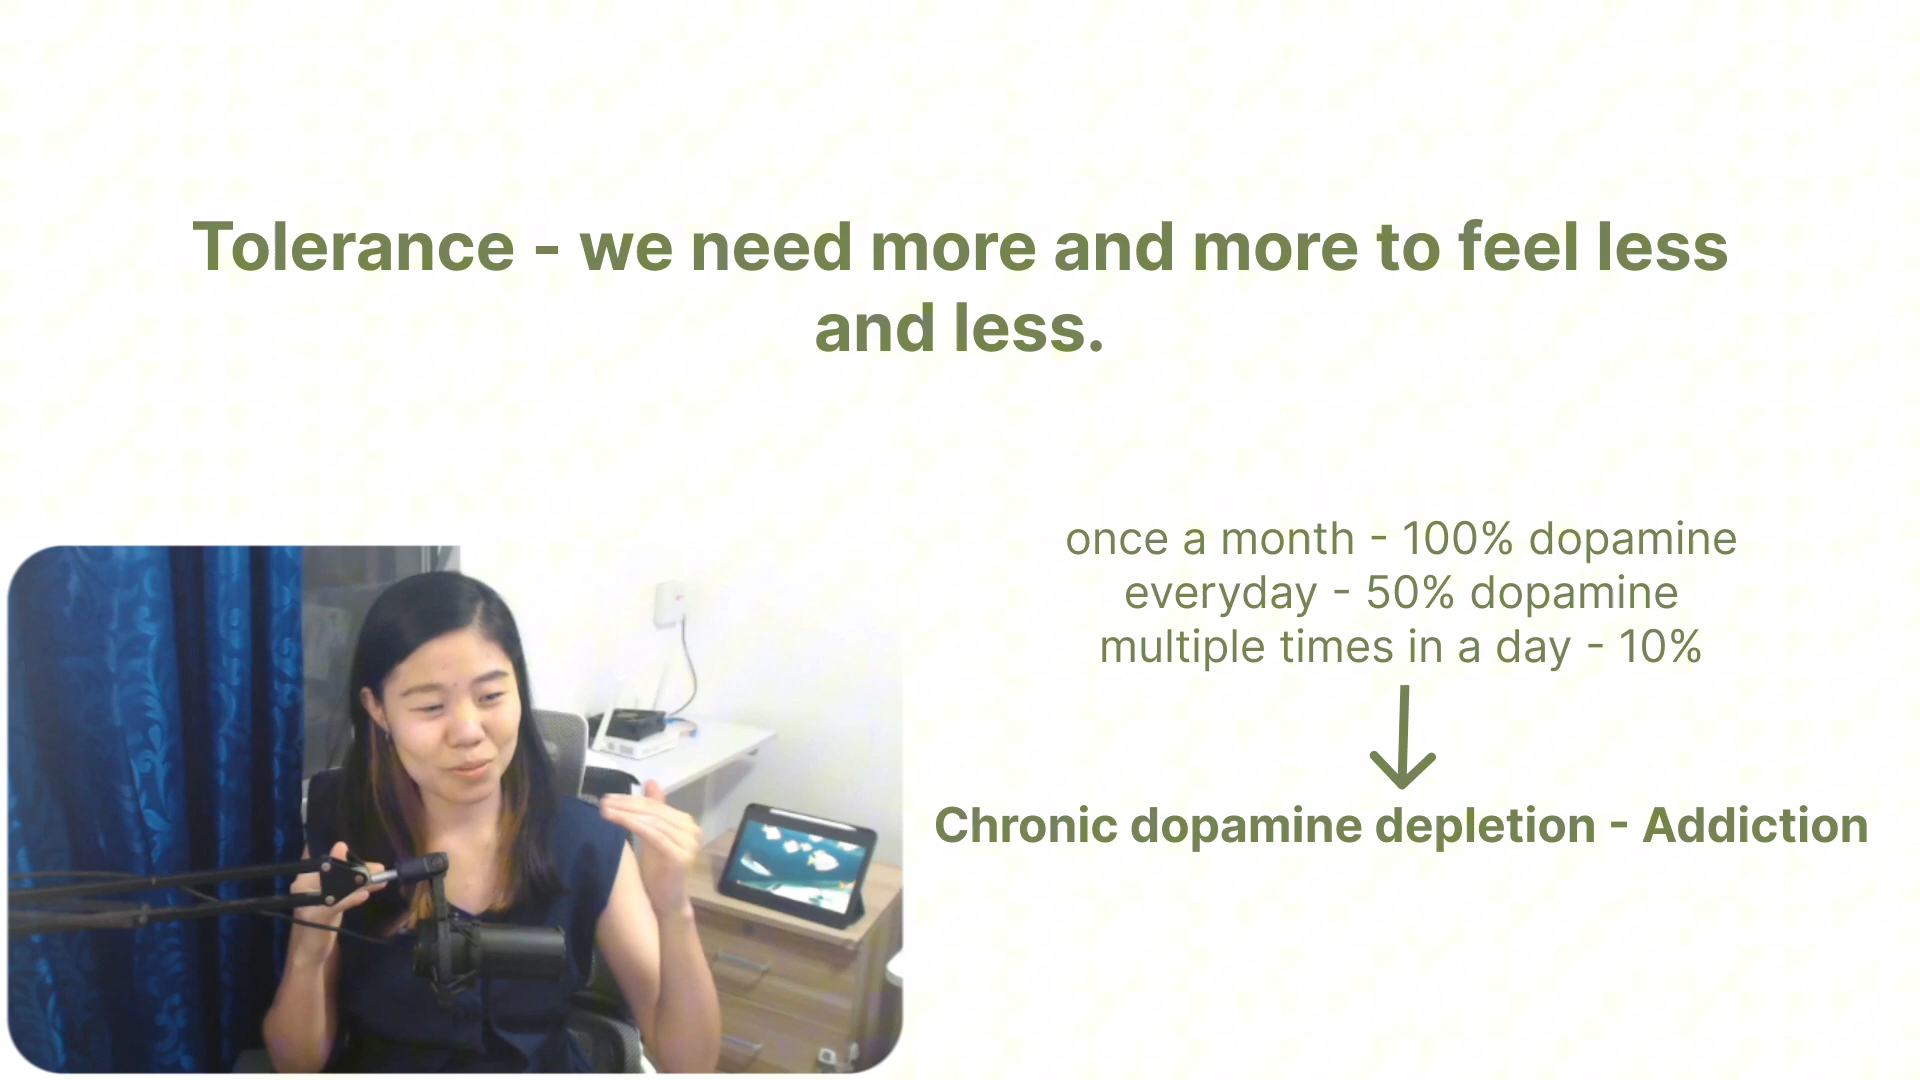 Tolerance - we need more and more to feel less
and less.
once a month - 100% dopamine
everyday - 50% dopamine
multiple times in a day - 10%
Chronic dopamine depletion - Addiction